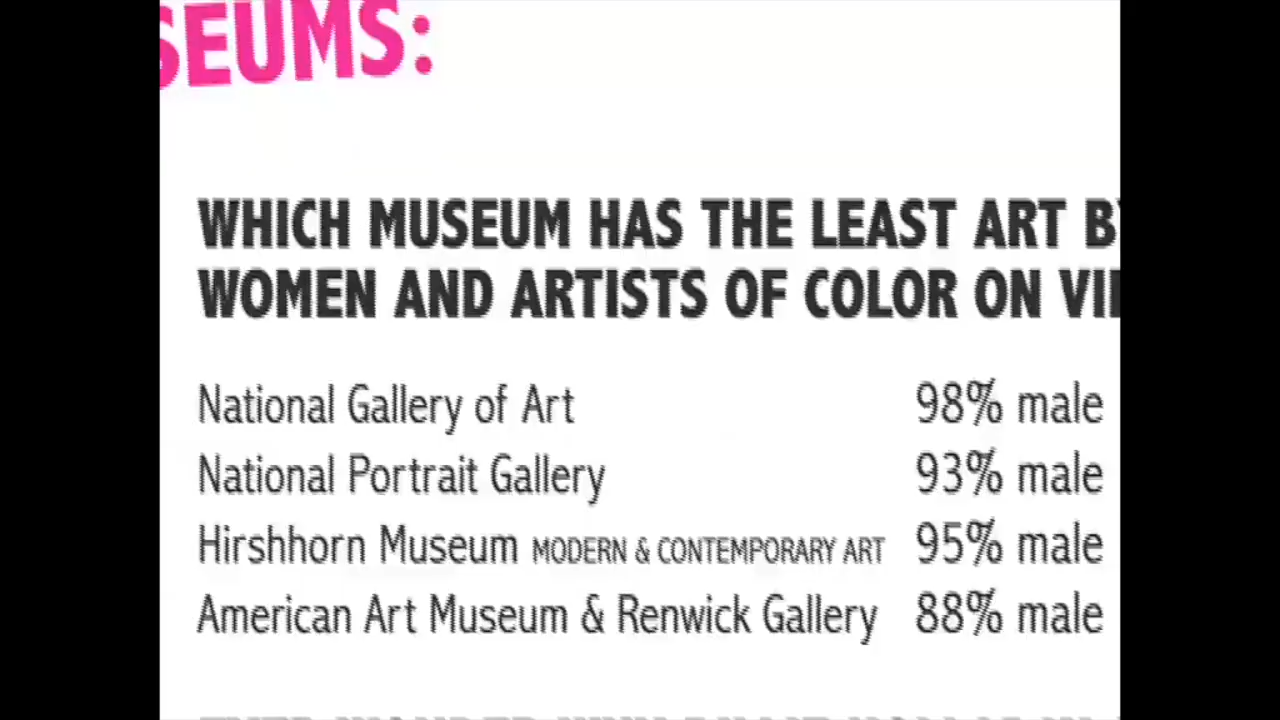 SEUMS:
WHICH MUSEUM HAS THE LEAST ART
WOMEN AND ARTISTS OF COLOR ON
National Gallery of Art 98% male
National Portrait Gallery 93% male
Hirshhorn Museum MODERN & CONTEMPORARY ART 95% male
American Art Museum & Renwick Gallery 88% male